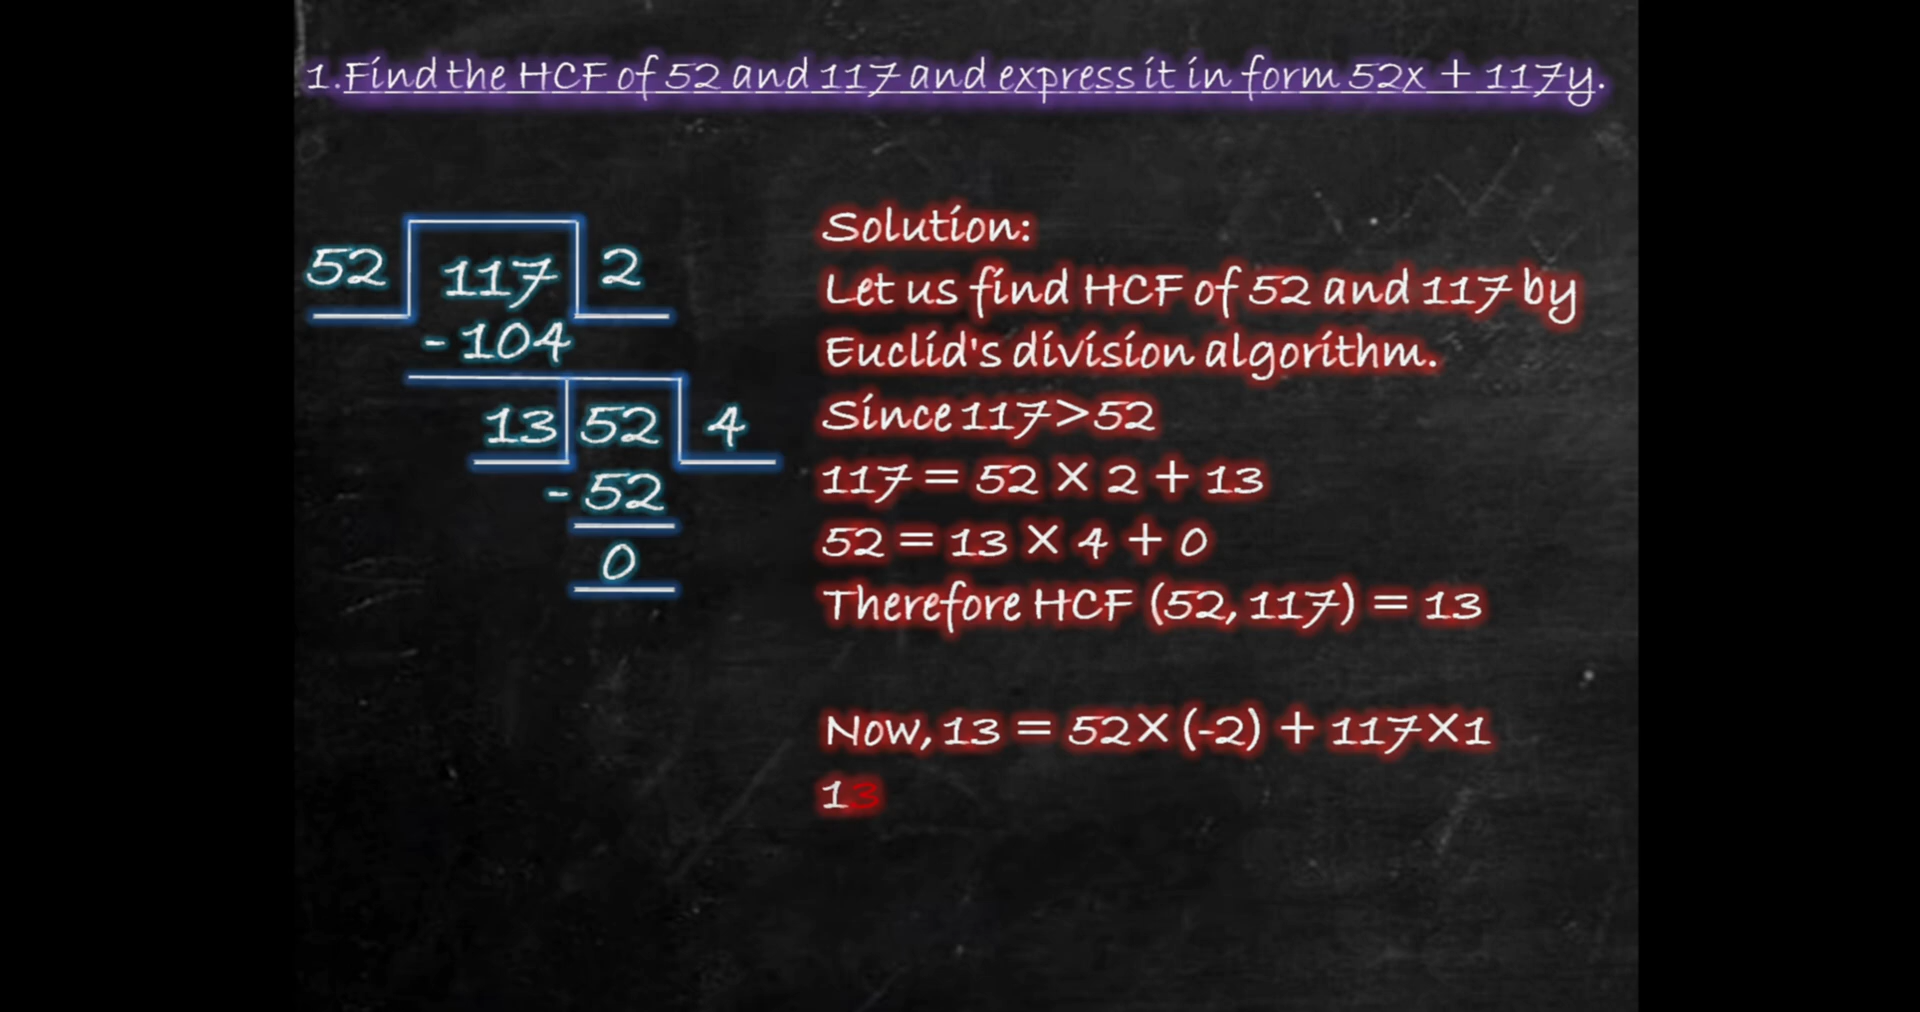 1.Find the HCF of 52 and 117 and express it in form 52x + 117y.
52 117 2
- 104
13 52 4
- 52
0
Solution:
Let us find HCF of 52 and 117 by
Euclid's division algorithm.
Since 117>52
117 = 52 × 2 + 13
52 = 13 × 4 + 0
Therefore HCF (52, 117) = 13
Now, 13 = 52× (-2) + 117×1
13